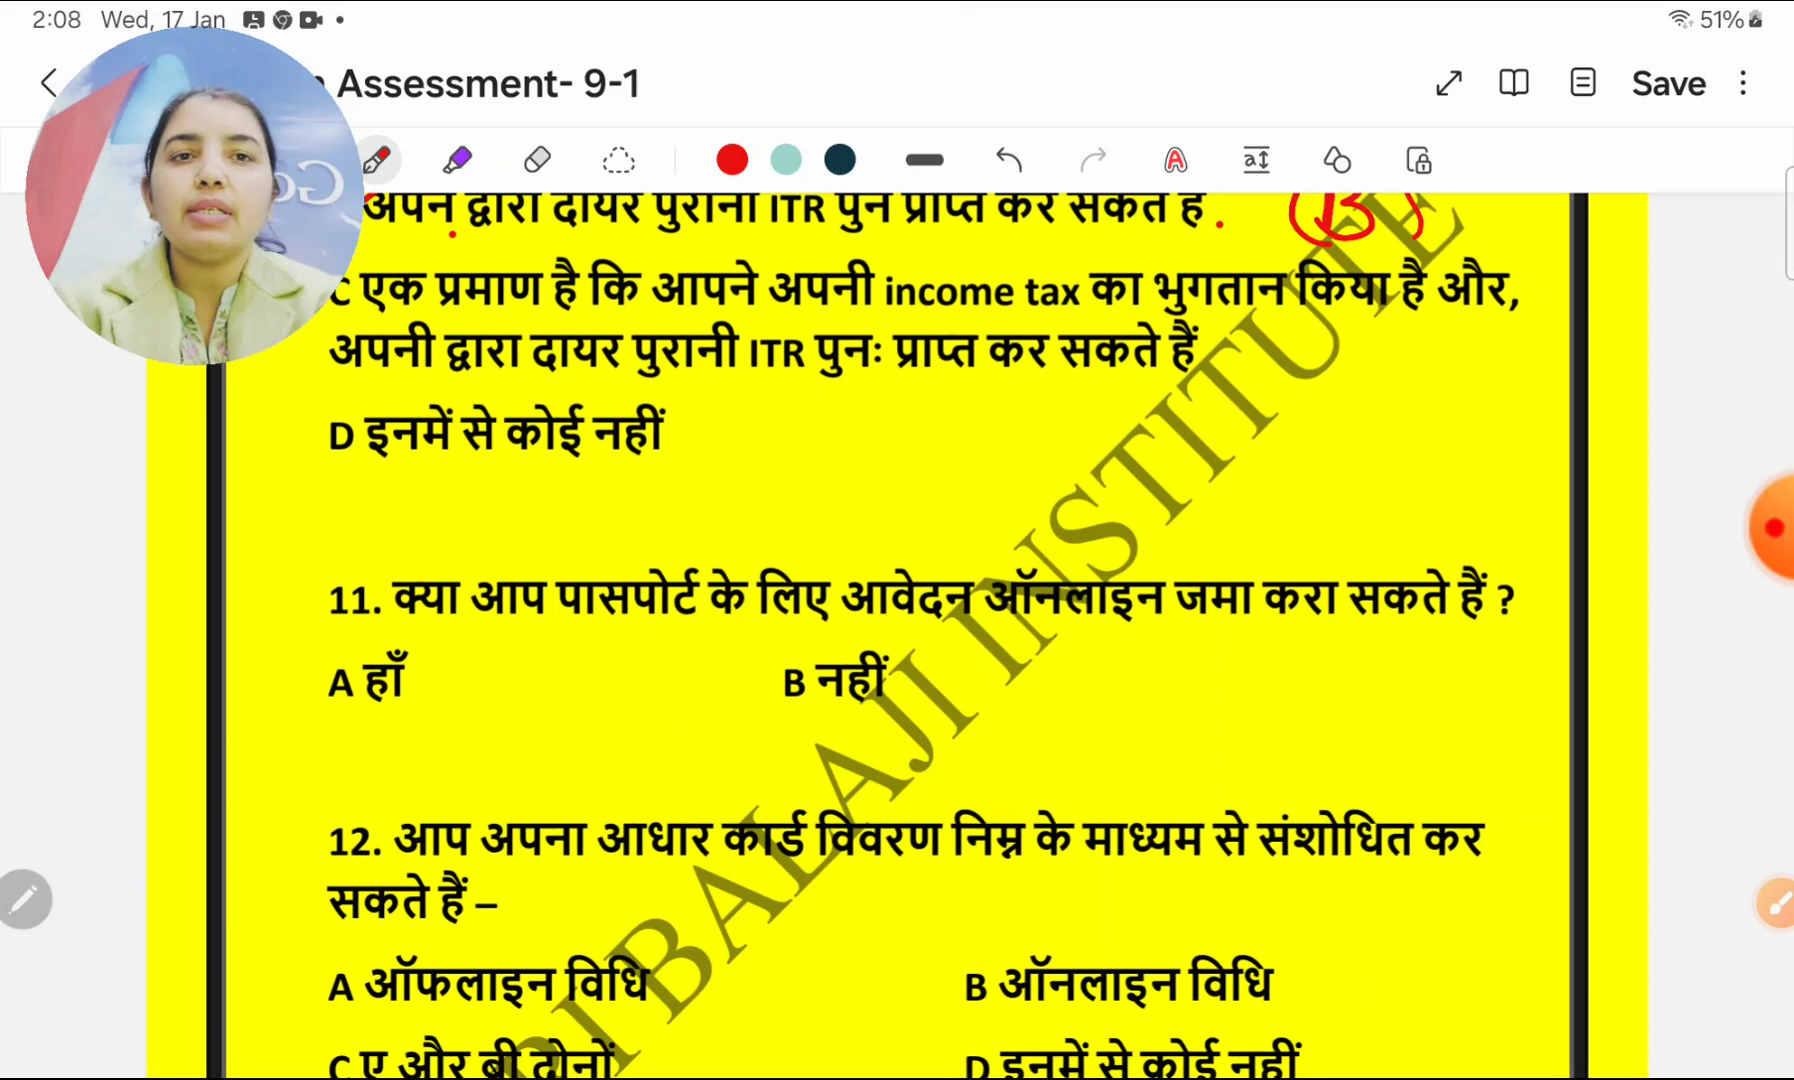 2:08 Wed, 17 Jan
51%
Assessment- 9-1
Save
अपने द्वारा दायर पुरानी ITR पुन प्राप्त कर सकते हैं
B
C एक प्रमाण है कि आपने अपनी income tax का भुगतान किया है और,
अपनी द्वारा दायर पुरानी ITR पुनः प्राप्त कर सकते हैं
D इनमें से कोई नहीं
11. क्या आप पासपोर्ट के लिए आवेदन ऑनलाइन जमा करा सकते हैं ?
A हाँ B नहीं
12. आप अपना आधार कार्ड विवरण निम्न के माध्यम से संशोधित कर
सकते हैं –
A ऑफलाइन विधि B ऑनलाइन विधि
C ए और बी दोनों D इनमें से कोई नहीं
BALAJI INSTITUTE